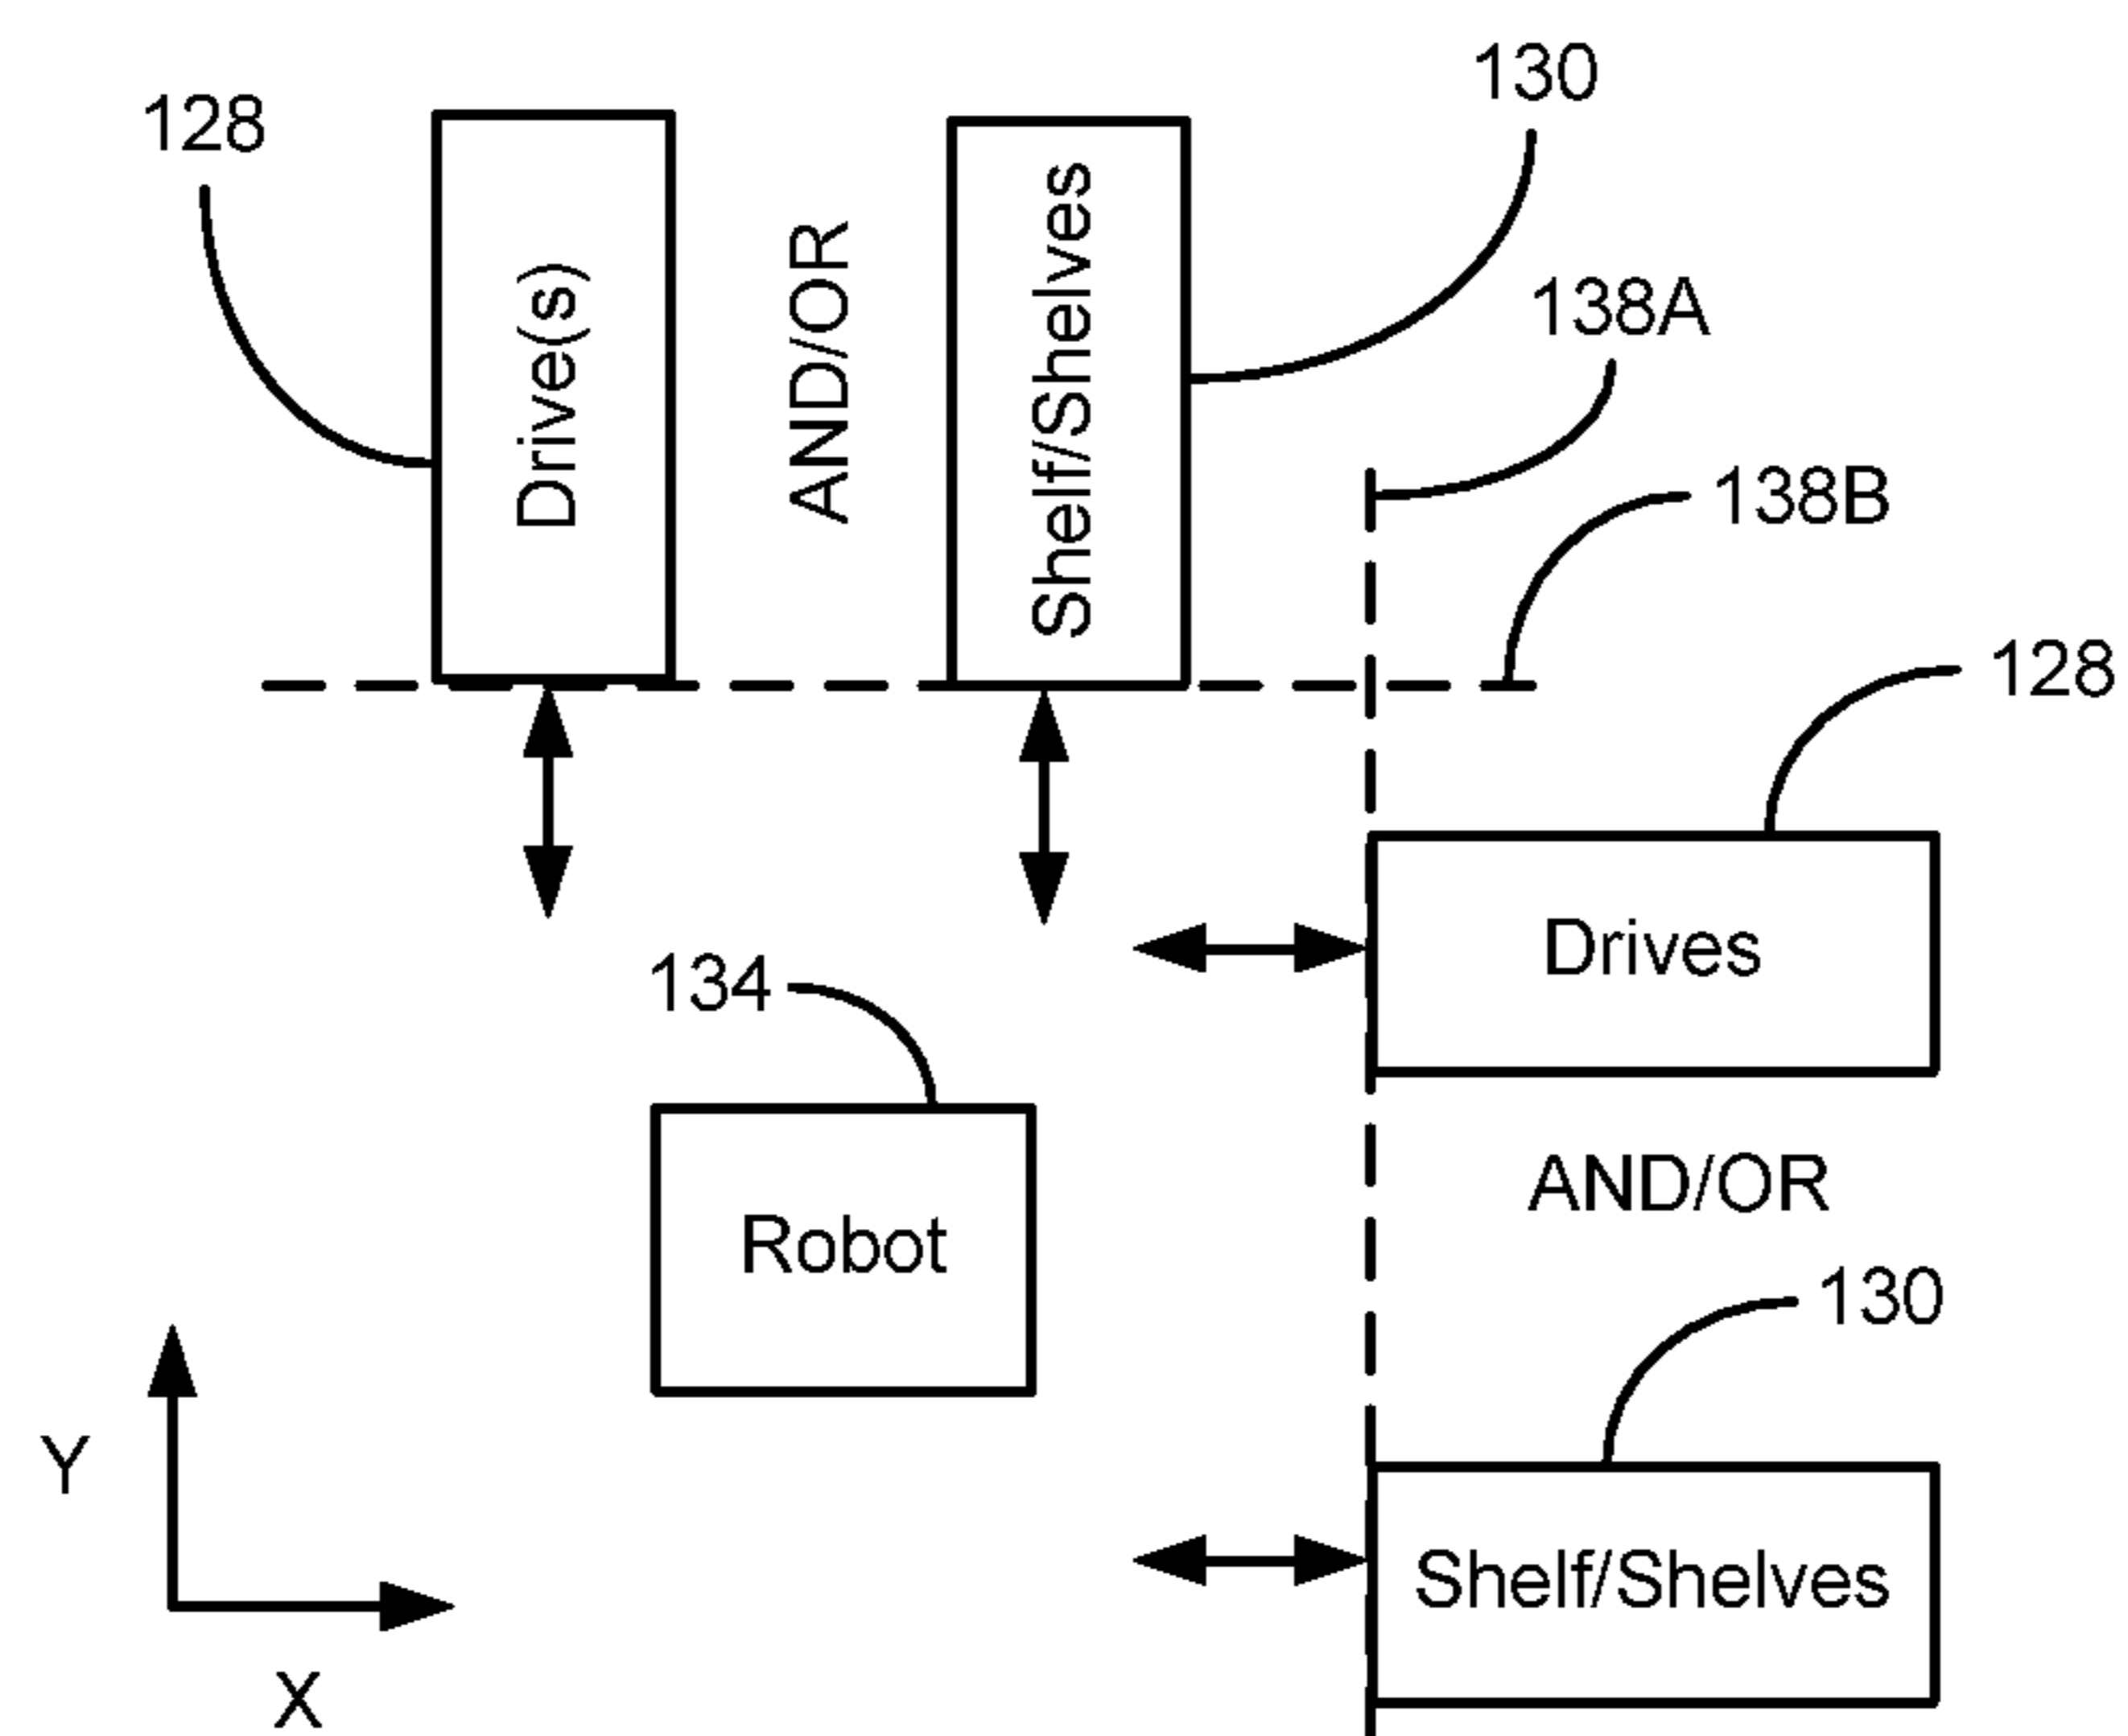 130
128
Drive(s)
AND/OR
Shelf/Shelves
138A
138B
128
Drives
134
AND/OR
Robot
130
Y
Shelf/Shelves
X